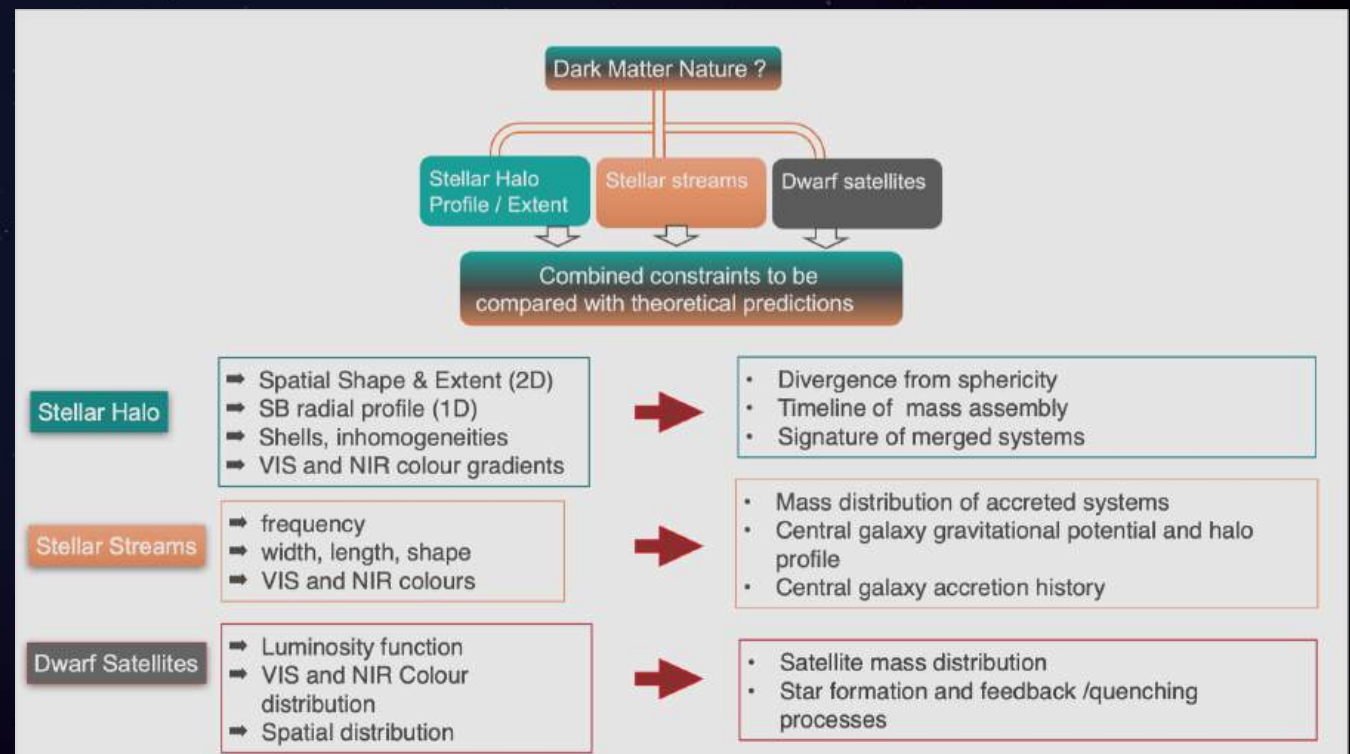 Dark Matter Nature ?
Stellar Halo
Profile / Extent
Stellar streams
Dwarf satellites
Combined constraints to be
compared with theoretical predictions
Stellar Halo
➡ Spatial Shape & Extent (2D)
➡ SB radial profile (1D)
➡ Shells, inhomogeneities
➡ VIS and NIR colour gradients
• Divergence from sphericity
• Timeline of mass assembly
• Signature of merged systems
Stellar Streams
➡ frequency
➡ width, length, shape
➡ VIS and NIR colours
• Mass distribution of accreted systems
• Central galaxy gravitational potential and halo
profile
• Central galaxy accretion history
Dwarf Satellites
➡ Luminosity function
➡ VIS and NIR Colour
distribution
➡ Spatial distribution
• Satellite mass distribution
• Star formation and feedback /quenching
processes